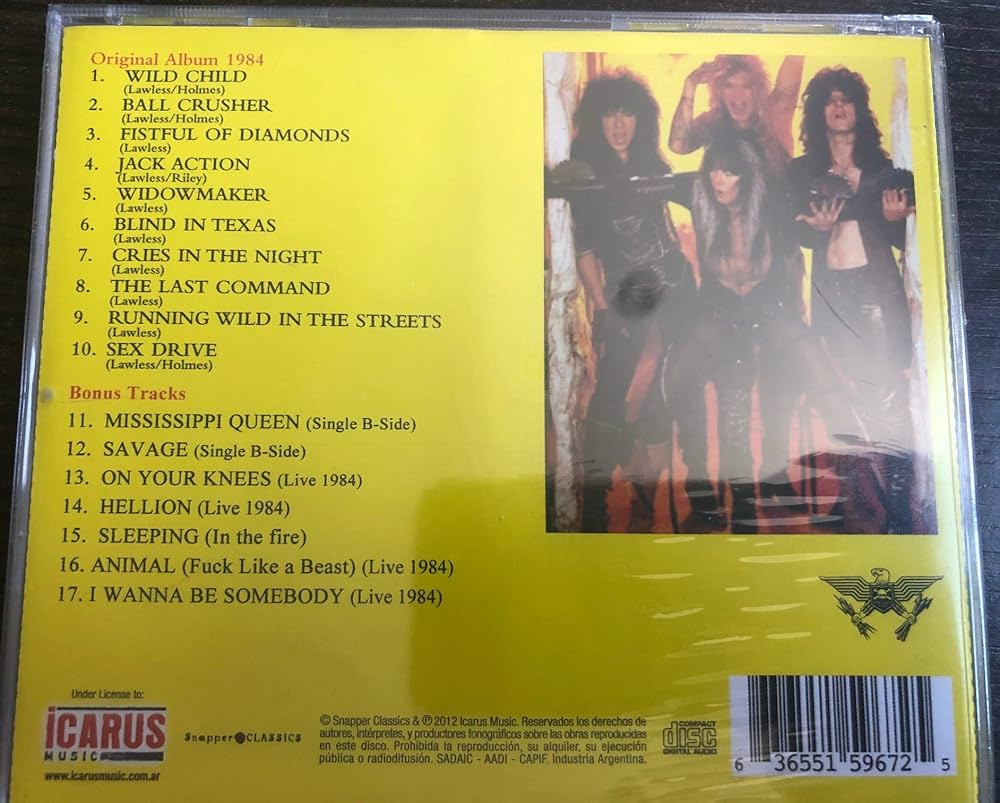 Original Album 1984
1. WILD CHILD
(Lawless/Holmes)
2. BALL CRUSHER
(Lawless/Holmes)
3. FISTFUL OF DIAMONDS
(Lawless)
4. JACK ACTION
(Lawless/Riley)
5. WIDOWMAKER
(Lawless)
6. BLIND IN TEXAS
(Lawless)
7. CRIES IN THE NIGHT
(Lawless)
8. THE LAST COMMAND
(Lawless)
9. RUNNING WILD IN THE STREETS
(Lawless)
10. SEX DRIVE
(Lawless/Holmes)
Bonus Tracks
11. MISSISSIPPI QUEEN (Single B-Side)
12. SAVAGE (Single B-Side)
13. ON YOUR KNEES (Live 1984)
14. HELLION (Live 1984)
15. SLEEPING (In the fire)
16. ANIMAL (Fuck Like a Beast) (Live 1984)
17. I WANNA BE SOMEBODY (Live 1984)
Under License to:
iCARUS
MUSIC
www.icarusmusic.com.ar
Snapper CLASSICS
© Snapper Classics & ℗ 2012 Icarus Music. Reservados los derechos de
autores, intérpretes, y productores fonográficos sobre las obras reproducidas
en este disco. Prohibida la reproducción, su alquiler, su ejecución
pública o radiodifusión. SADAIC - AADI - CAPIF. Industria Argentina.
COMPACT
disc
DIGITAL AUDIO
6 36551 59672 5